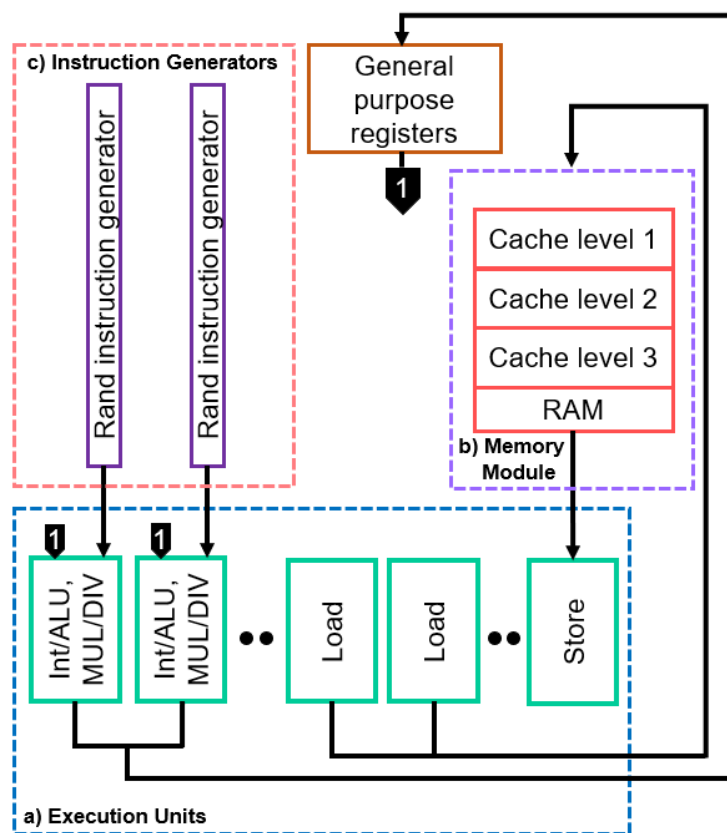 c) Instruction Generators
Rand instruction generator
Rand instruction generator
General
purpose
registers
1
Cache level 1
Cache level 2
Cache level 3
RAM
b) Memory
Module
1
1
Int/ALU,
MUL/DIV
Int/ALU,
MUL/DIV
Load
Load
Store
a) Execution Units